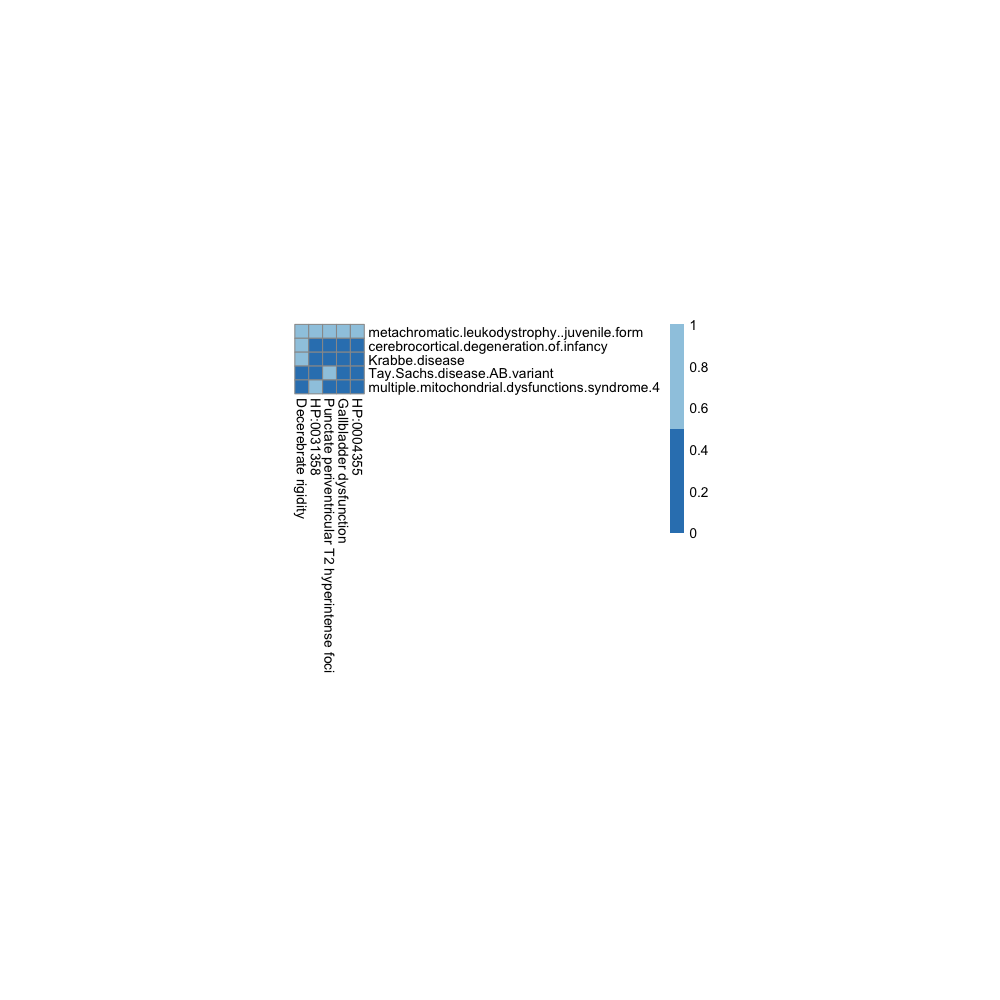 metachromatic.leukodystrophy..juvenile.form
cerebrocortical.degeneration.of.infancy
Krabbe.disease
Tay.Sachs.disease.AB.variant
multiple.mitochondrial.dysfunctions.syndrome.4
Decerebrate rigidity
HP:0031358
Punctate periventricular T2 hyperintense foci
Gallbladder dysfunction
HP:0004355
1
0.8
0.6
0.4
0.2
0